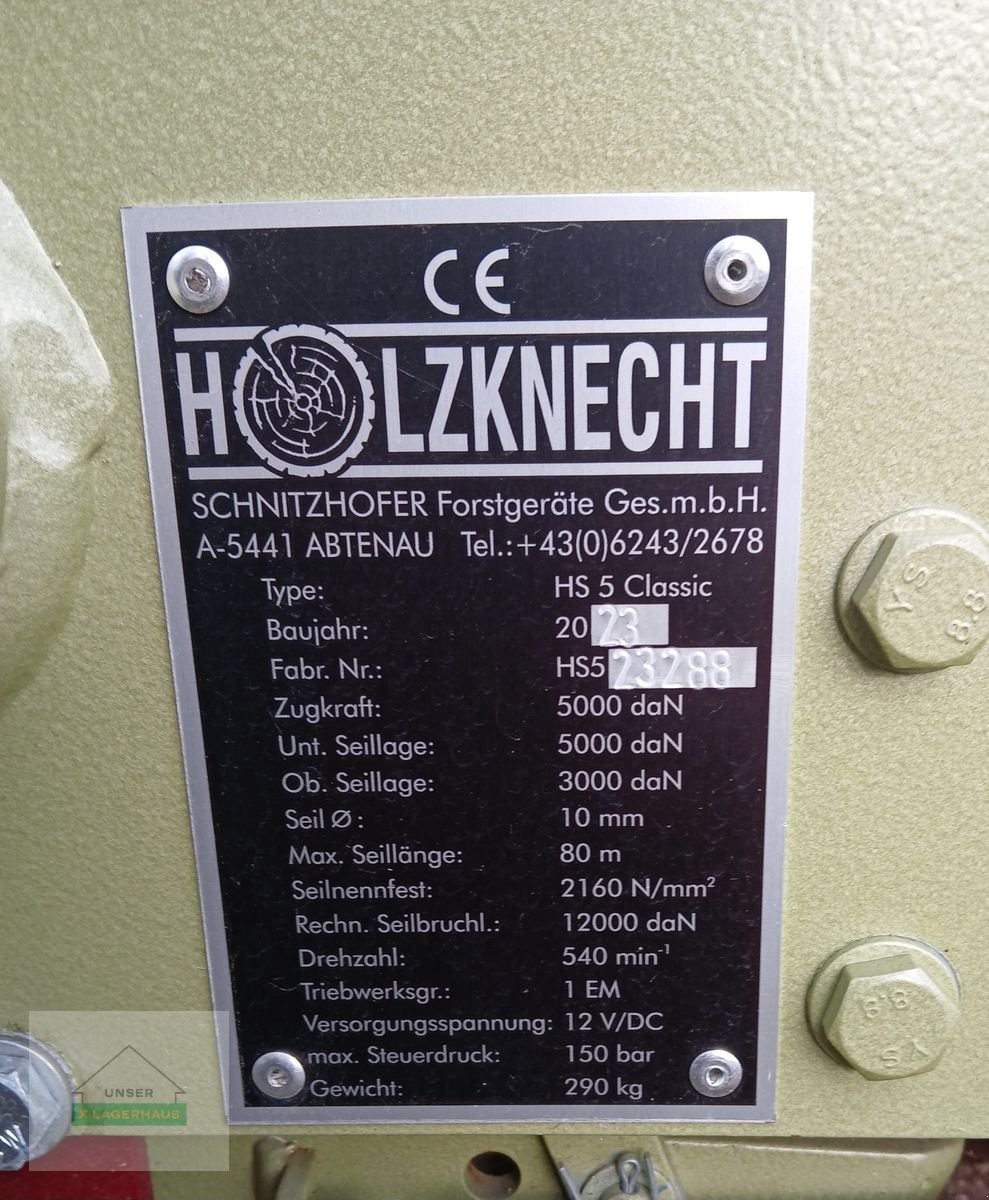 CE
HOLZKNECHT
SCHNITZHOFER Forstgeräte Ges.m.b.H.
A-5441 ABTENAU Tel.:+43(0)6243/2678
Type: HS 5 Classic
Baujahr: 20 23
Fabr. Nr.: HS5 23288
Zugkraft: 5000 daN
Unt. Seillage: 5000 daN
Ob. Seillage: 3000 daN
Seil Ø: 10 mm
Max. Seillänge: 80 m
Seilnennfest: 2160 N/mm²
Rechn. Seilbruchl.: 12000 daN
Drehzahl: 540 min⁻¹
Triebwerksgr.: 1 EM
Versorgungsspannung: 12 V/DC
max. Steuerdruck: 150 bar
Gewicht: 290 kg
YS 8.8
8.8 YS
W
UNSER
X LAGERHAUS